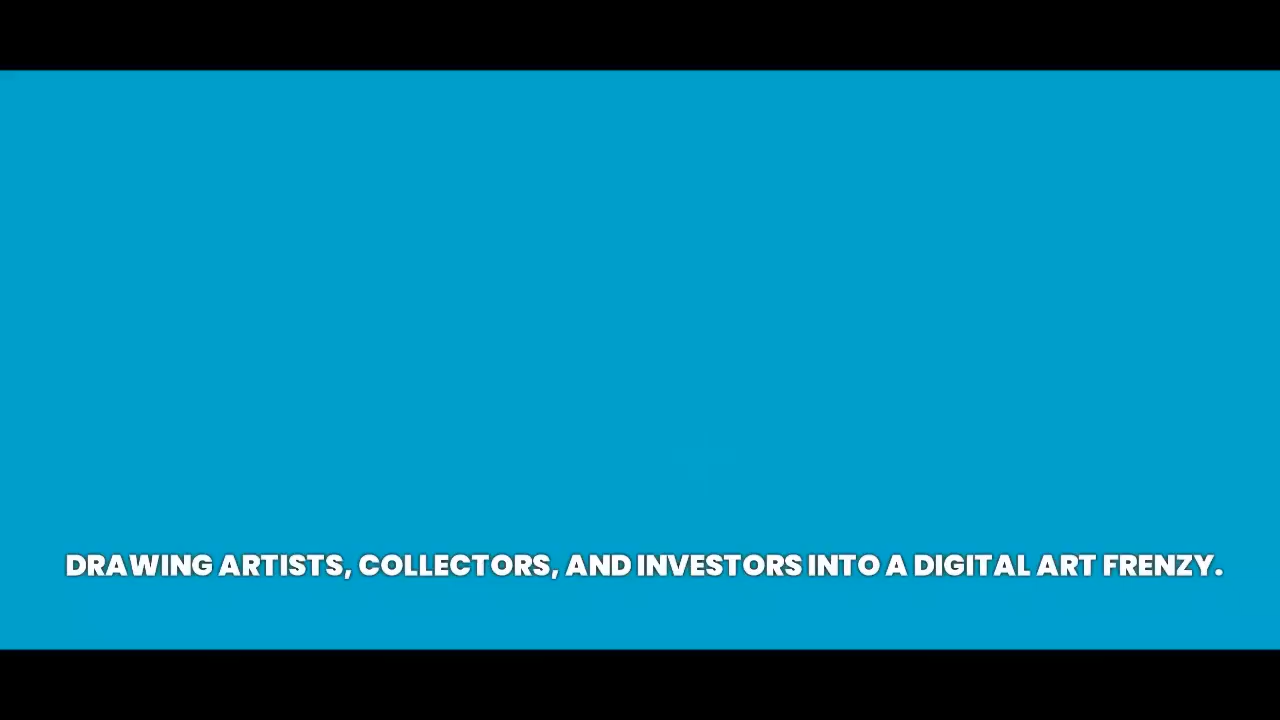 DRAWING ARTISTS, COLLECTORS, AND INVESTORS INTO A DIGITAL ART FRENZY.